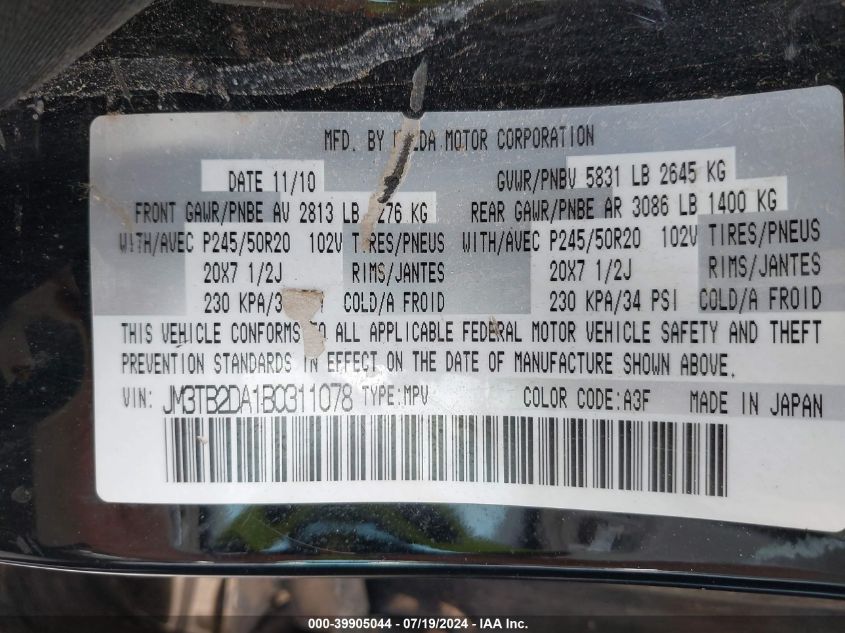 MFD. BY MOTOR CORPORATION
DATE 11/10 GVWR/PNBV 5831 LB 2645 KG
FRONT GAWR/PNBE AV 2813 LB KG REAR GAWR/PNBE AR 3086 LB 1400 KG
WITH/AVEC P245/50R20 102V TIRES/PNEUS WITH/AVEC P245/50R20 102V TIRES/PNEUS
20X7 1/2J RIMS/JANTES 20X7 1/2J RIMS/JANTES
230 COLD/A FROID 230 KPA/34 PSI COLD/A FROID
THIS VEHICLE CONFORMS TO ALL APPLICABLE FEDERAL MOTOR VEHICLE SAFETY AND THEFT
PREVENTION STANDARDS IN EFFECT ON THE DATE OF MANUFACTURE SHOWN ABOVE.
VIN: JM3TB2DA1B0311078 TYPE:MPV COLOR CODE:A3F MADE IN JAPAN
000-39905044 - 07/19/2024 - IAA Inc.